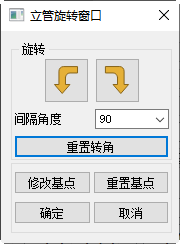 立管旋转窗口
旋转
间隔角度 90
重置转角
修改基点 重置基点
确定 取消